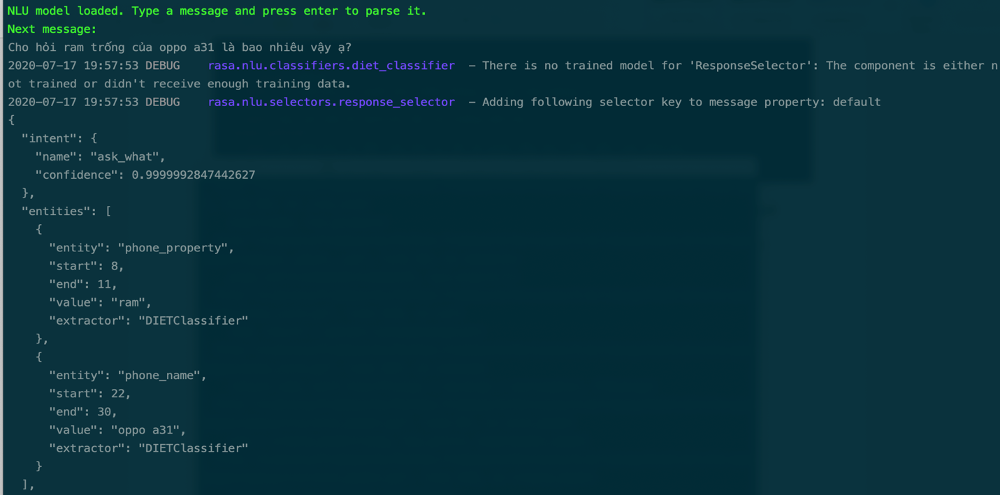 NLU model loaded. Type a message and press enter to parse it.
Next message:
Cho hỏi ram trống của oppo a31 là bao nhiêu vậy ạ?
2020-07-17 19:57:53 DEBUG    rasa.nlu.classifiers.diet_classifier  - There is no trained model for 'ResponseSelector': The component is either n
ot trained or didn't receive enough training data.
2020-07-17 19:57:53 DEBUG    rasa.nlu.selectors.response_selector  - Adding following selector key to message property: default
{
  "intent": {
    "name": "ask_what",
    "confidence": 0.9999992847442627
  },
  "entities": [
    {
      "entity": "phone_property",
      "start": 8,
      "end": 11,
      "value": "ram",
      "extractor": "DIETClassifier"
    },
    {
      "entity": "phone_name",
      "start": 22,
      "end": 30,
      "value": "oppo a31",
      "extractor": "DIETClassifier"
    }
  ],